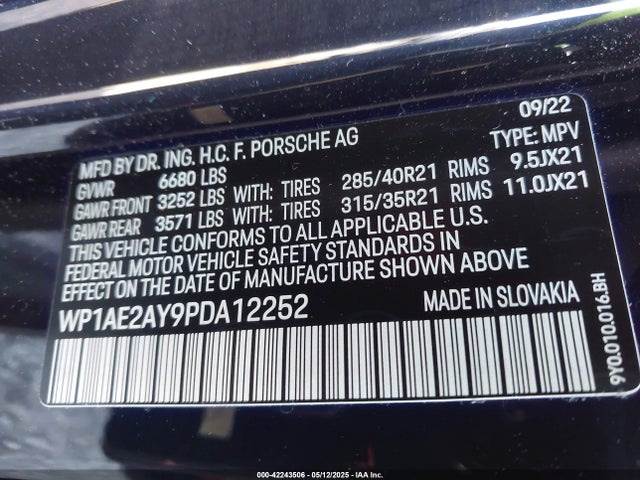 09/22
MFD BY DR. ING. H.C. F. PORSCHE AG TYPE: MPV
GVWR 6680 LBS
GAWR FRONT 3252 LBS WITH: TIRES 285/40R21 RIMS 9.5JX21
GAWR REAR 3571 LBS WITH: TIRES 315/35R21 RIMS 11.0JX21
THIS VEHICLE CONFORMS TO ALL APPLICABLE U.S.
FEDERAL MOTOR VEHICLE SAFETY STANDARDS IN
EFFECT ON THE DATE OF MANUFACTURE SHOWN ABOVE
WP1AE2AY9PDA12252 MADE IN SLOVAKIA
9Y0.010.016.BH
000-42243506 - 05/12/2025 - IAA Inc.